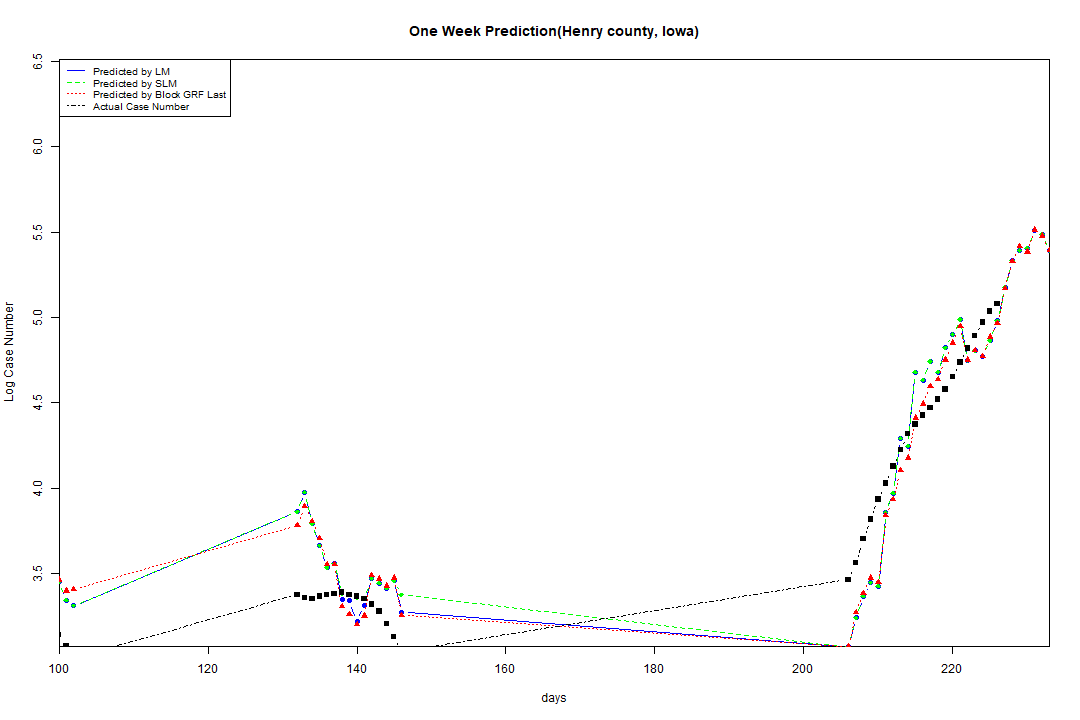 One Week Prediction(Henry county, Iowa)
Predicted by LM
Predicted by SLM
Predicted by Block GRF Last
Actual Case Number
6.5
6.0
5.5
5.0
4.5
4.0
3.5
Log Case Number
100 120 140 160 180 200 220
days